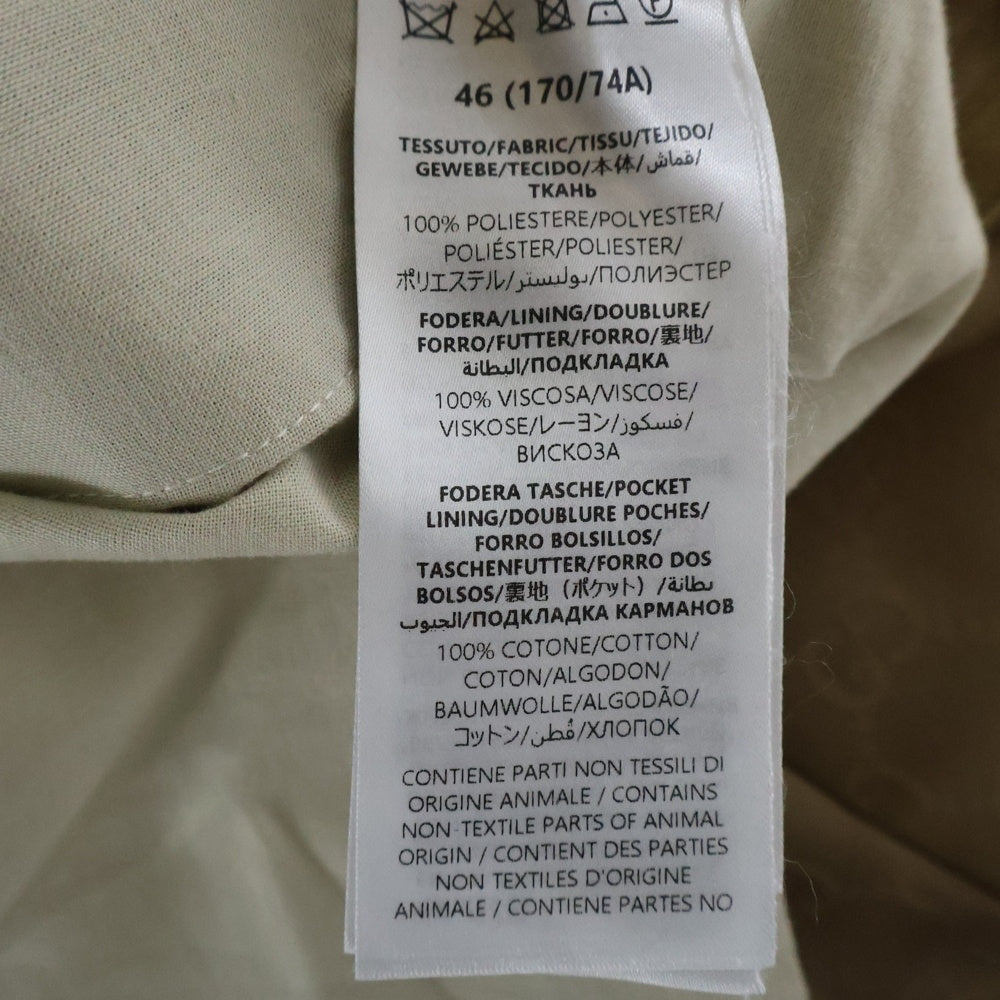 46 (170/74A)
TESSUTO/FABRIC/TISSU/TEJIDO/
GEWEBE/TECIDO/本体/قماش/
ТКАНЬ
100% POLIESTERE/POLYESTER/
POLIÉSTER/POLIESTER/
ポリエステル/بوليستر/ПОЛИЭСТЕР
FODERA/LINING/DOUBLURE/
FORRO/FUTTER/FORRO/裏地/
البطانة/ПОДКЛАДКА
100% VISCOSA/VISCOSE/
VISKOSE/レーヨン/فسكوز/
ВИСКОЗА
FODERA TASCHE/POCKET
LINING/DOUBLURE POCHES/
FORRO BOLSILLOS/
TASCHENFUTTER/FORRO DOS
BOLSOS/裏地（ポケット）/بطانة
الجيوب/ПОДКЛАДКА КАРМАНОВ
100% COTONE/COTTON/
COTON/ALGODON/
BAUMWOLLE/ALGODÃO/
コットン/قُطن/ХЛОПОК
CONTIENE PARTI NON TESSILI DI
ORIGINE ANIMALE / CONTAINS
NON-TEXTILE PARTS OF ANIMAL
ORIGIN / CONTIENT DES PARTIES
NON TEXTILES D'ORIGINE
ANIMALE / CONTIENE PARTES NO